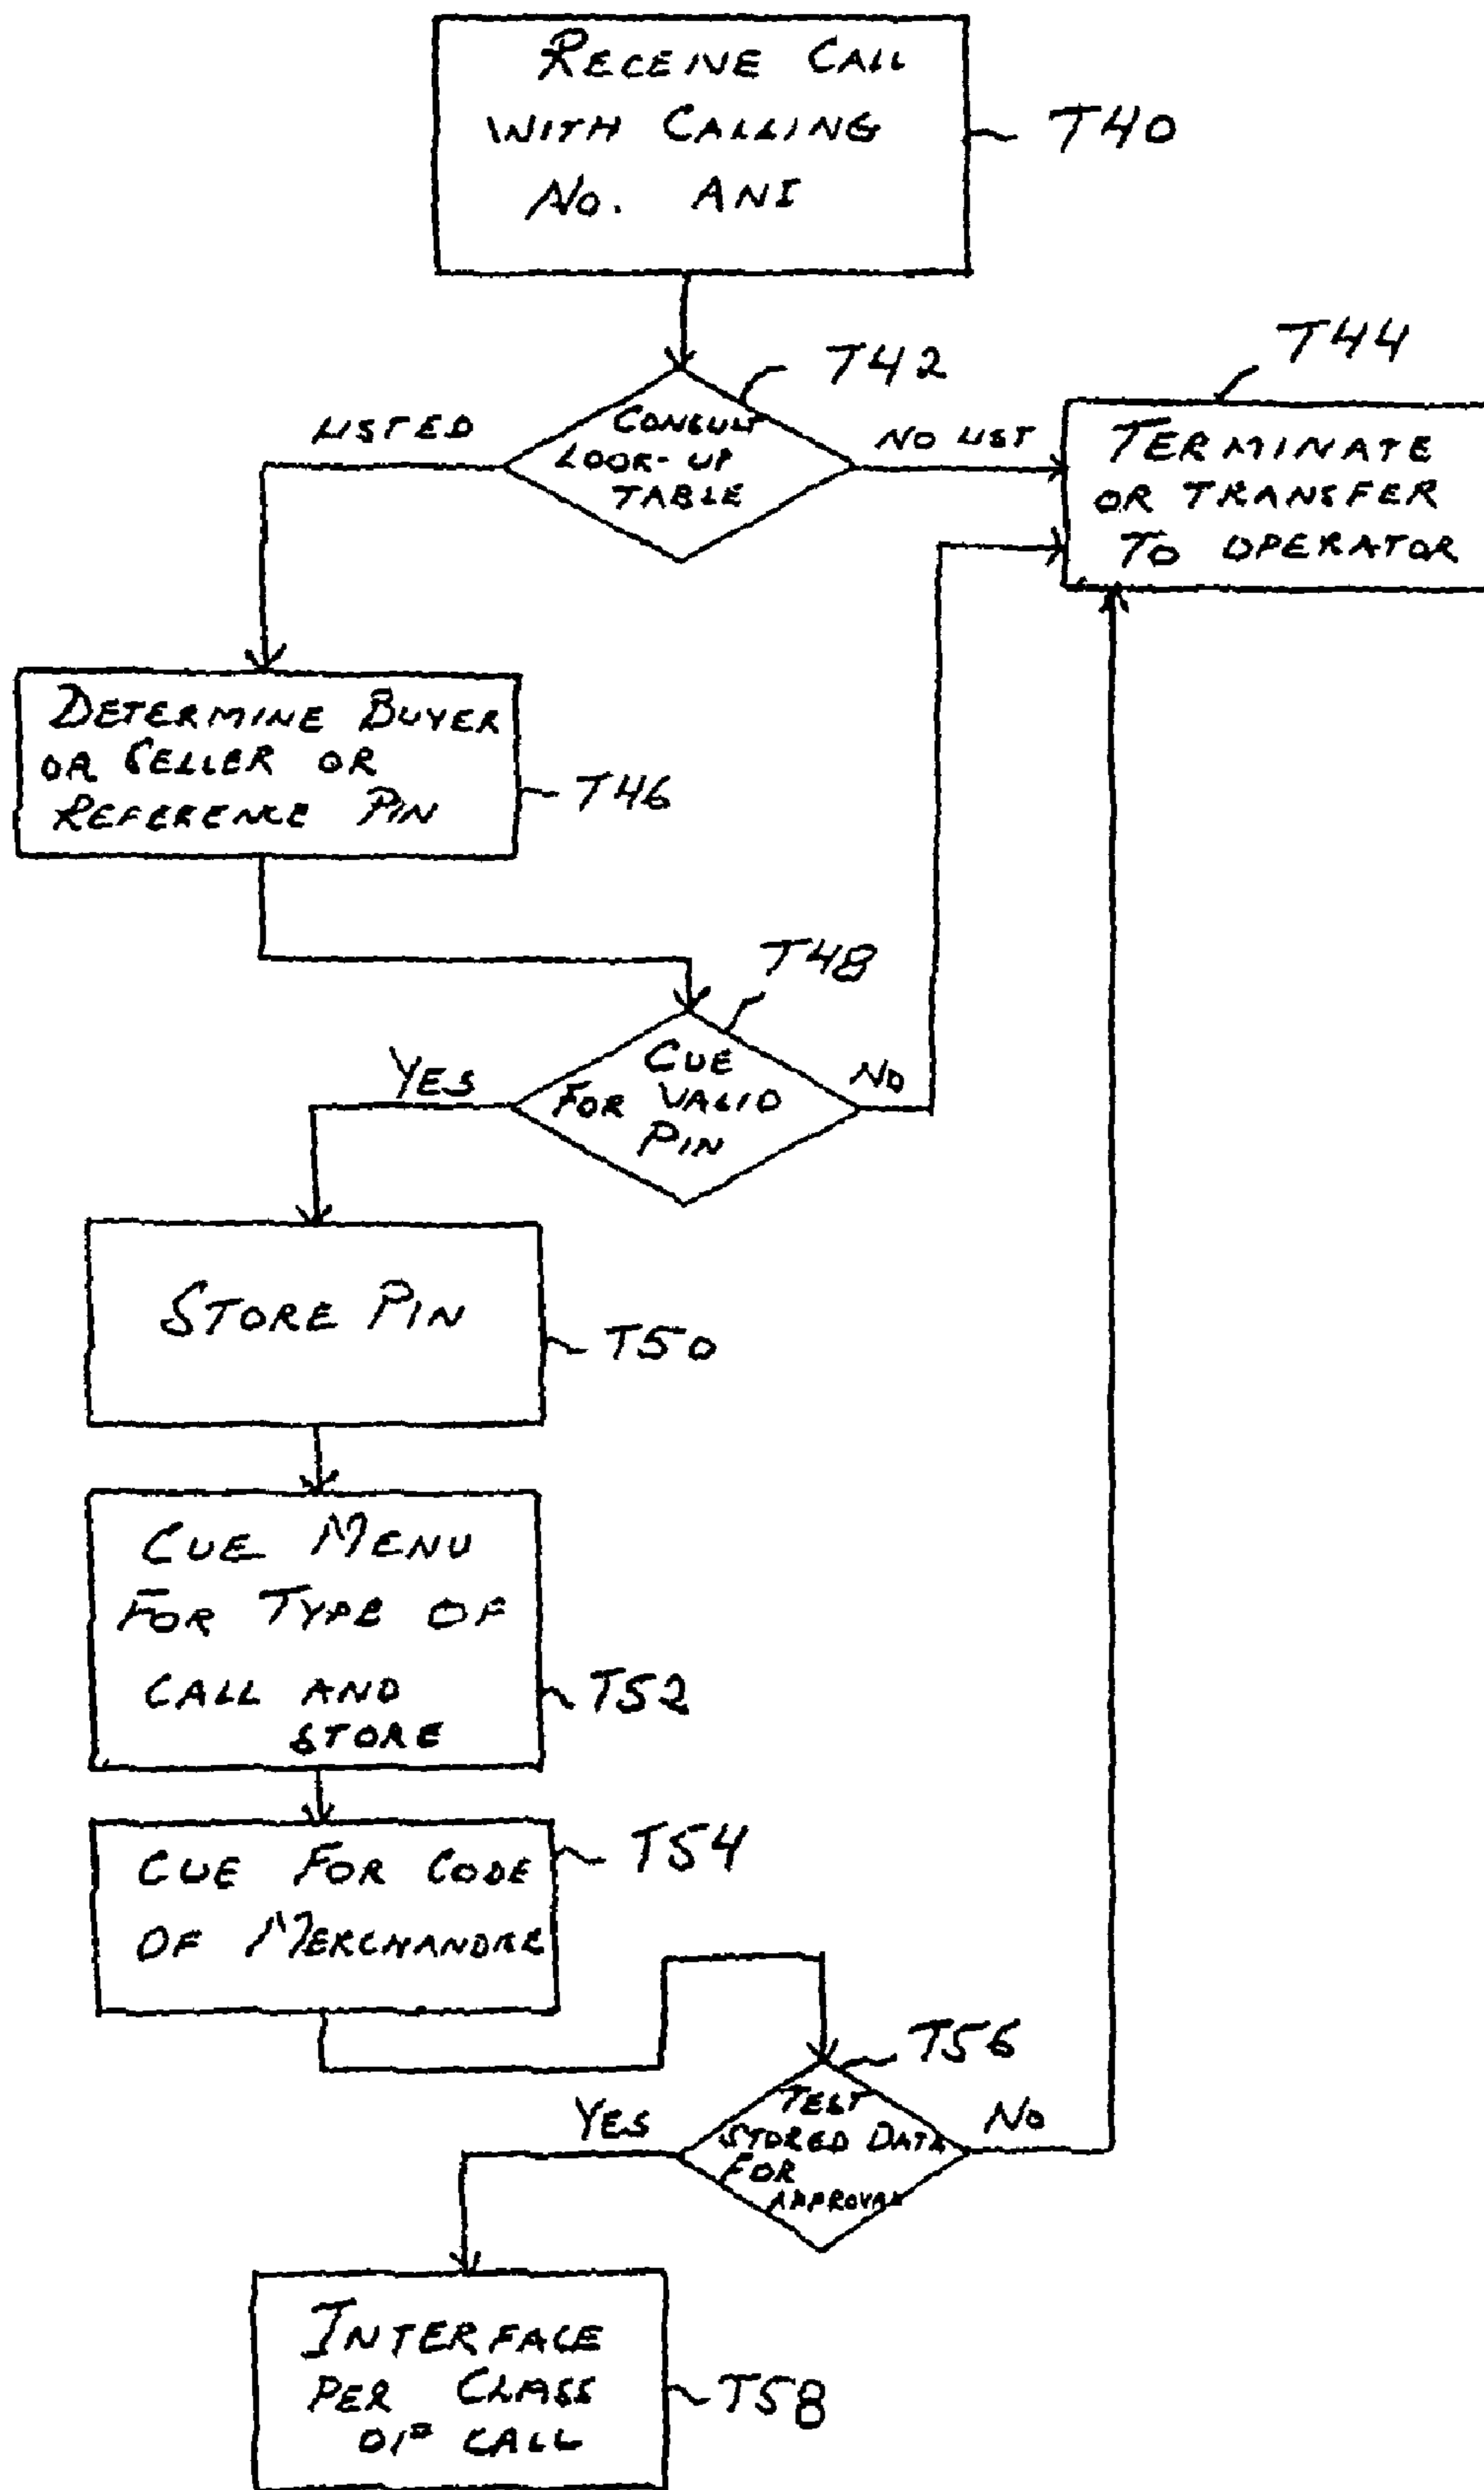 RECEIVE CALL
WITH CALLING
No. ANI
T40
T42
CONSULT
LOOK-UP
TABLE
LISTED
NO LIST
T44
TERMINATE
OR TRANSFER
TO OPERATOR
DETERMINE BUYER
OR SELLER OR
REFERENCE PIN
T46
T48
CUE
FOR VALID
PIN
YES
NO
STORE PIN
T50
CUE MENU
FOR TYPE OF
CALL AND
STORE
T52
CUE FOR CODE
OF MERCHANDISE
T54
T56
TEST
STORED DATA
FOR
APPROVAL
YES
NO
INTERFACE
PER CLASS
OF CALL
T58